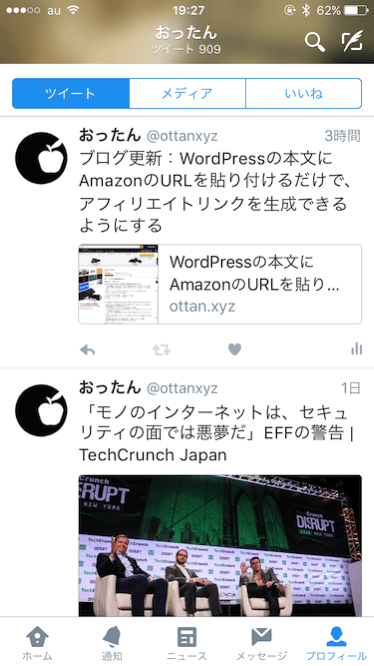 au 19:27 62%
おったん
ツイート 909
ツイート メディア いいね
おったん @ottanxyz 3時間
ブログ更新：WordPressの本文に
AmazonのURLを貼り付けるだけで、
アフィリエイトリンクを生成できる
ようにする
WordPressの本文に
AmazonのURLを貼り...
ottan.xyz
おったん @ottanxyz 1日
「モノのインターネットは、セキュ
リティの面では悪夢だ」EFFの警告 |
TechCrunch Japan
Crunch
DISRUPT
NEW YORK
DISRUPT
NEW YORK
TechCrunch
ホーム 通知 ニュース メッセージ プロフィール